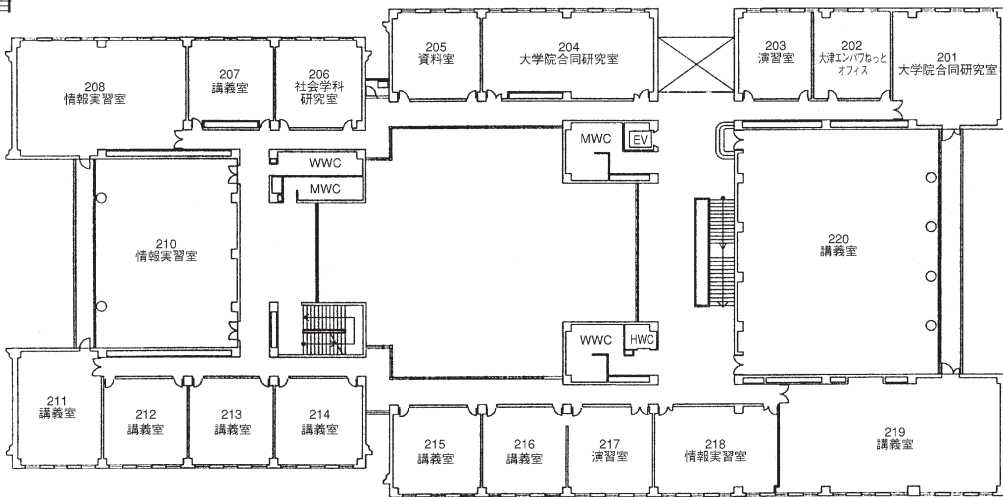 208
情報実習室
207
講義室
206
社会学科
研究室
205
資料室
204
大学院合同研究室
203
演習室
202
大津エンパワねっと
オフィス
201
大学院合同研究室
WWC
MWC
MWC
EV
210
情報実習室
220
講義室
WWC
HWC
211
講義室
212
講義室
213
講義室
214
講義室
215
講義室
216
講義室
217
演習室
218
情報実習室
219
講義室